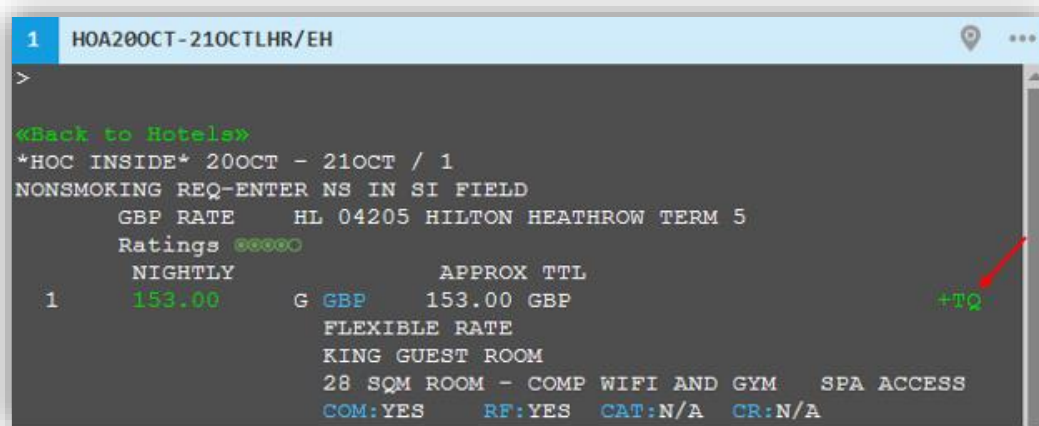 1 HOA20OCT-21OCTLHR/EH
>
«Back to Hotels»
*HOC INSIDE* 20OCT - 21OCT / 1
NONSMOKING REQ-ENTER NS IN SI FIELD
GBP RATE HL 04205 HILTON HEATHROW TERM 5
Ratings
NIGHTLY APPROX TTL
1 153.00 G GBP 153.00 GBP +TQ
FLEXIBLE RATE
KING GUEST ROOM
28 SQM ROOM - COMP WIFI AND GYM SPA ACCESS
COM:YES RF:YES CAT:N/A CR:N/A